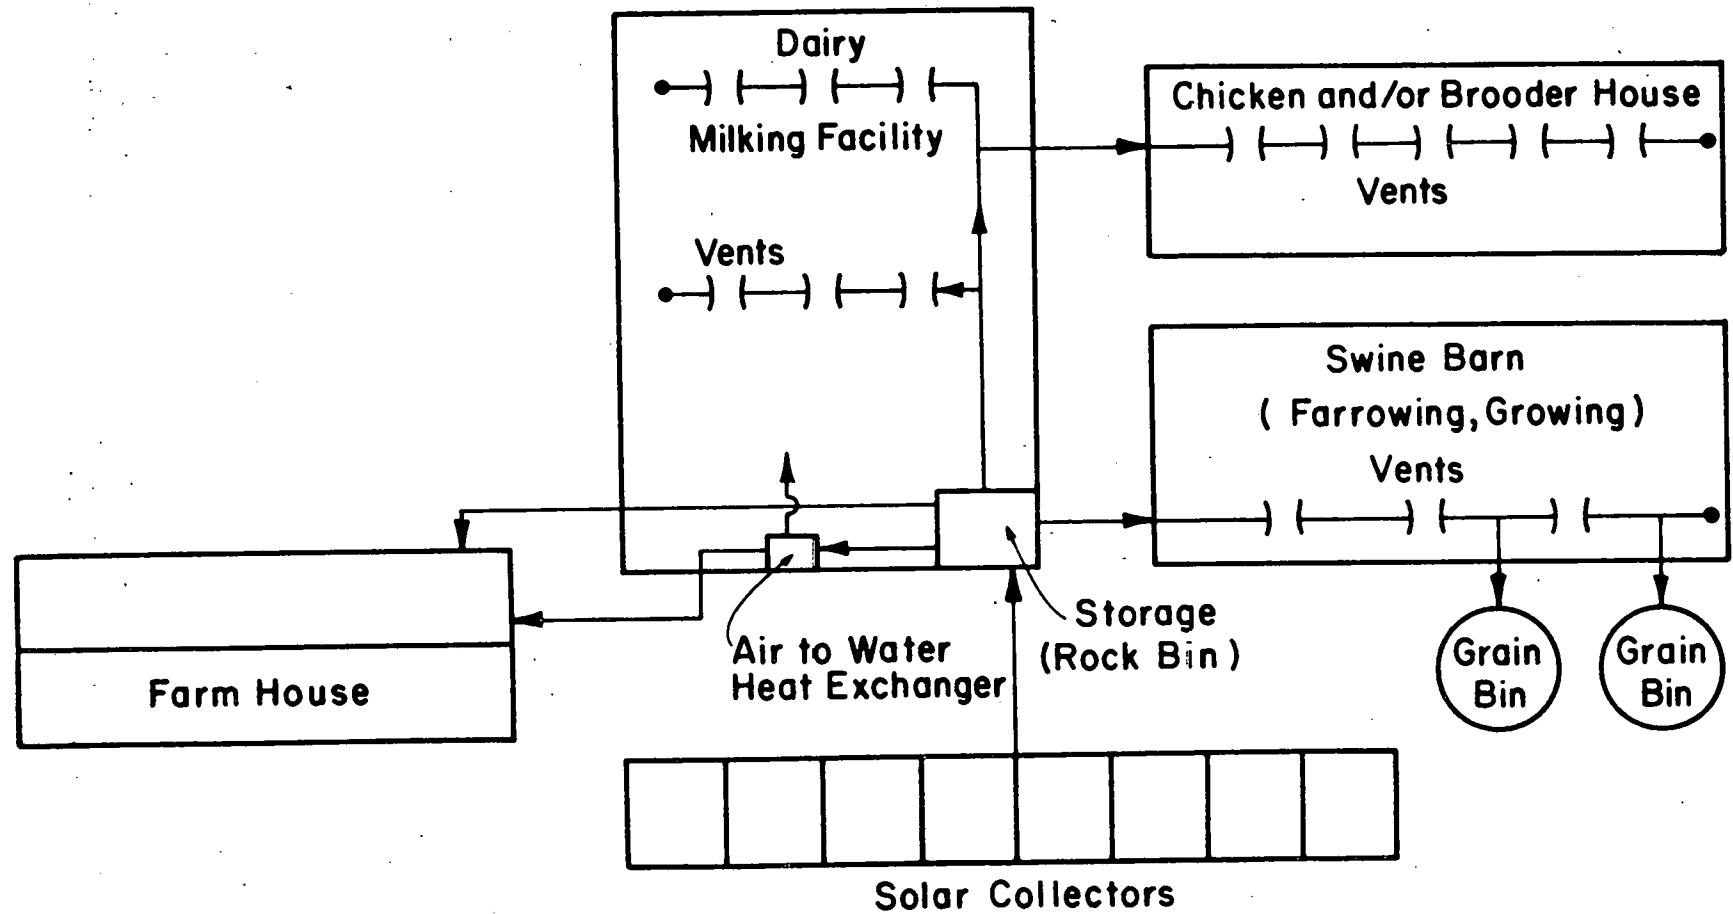 Dairy
Milking Facility
Vents
Chicken and/or Brooder House
Vents
Swine Barn
( Farrowing, Growing)
Vents
Grain
Bin
Grain
Bin
Storage
(Rock Bin)
Air to Water
Heat Exchanger
Farm House
Solar Collectors